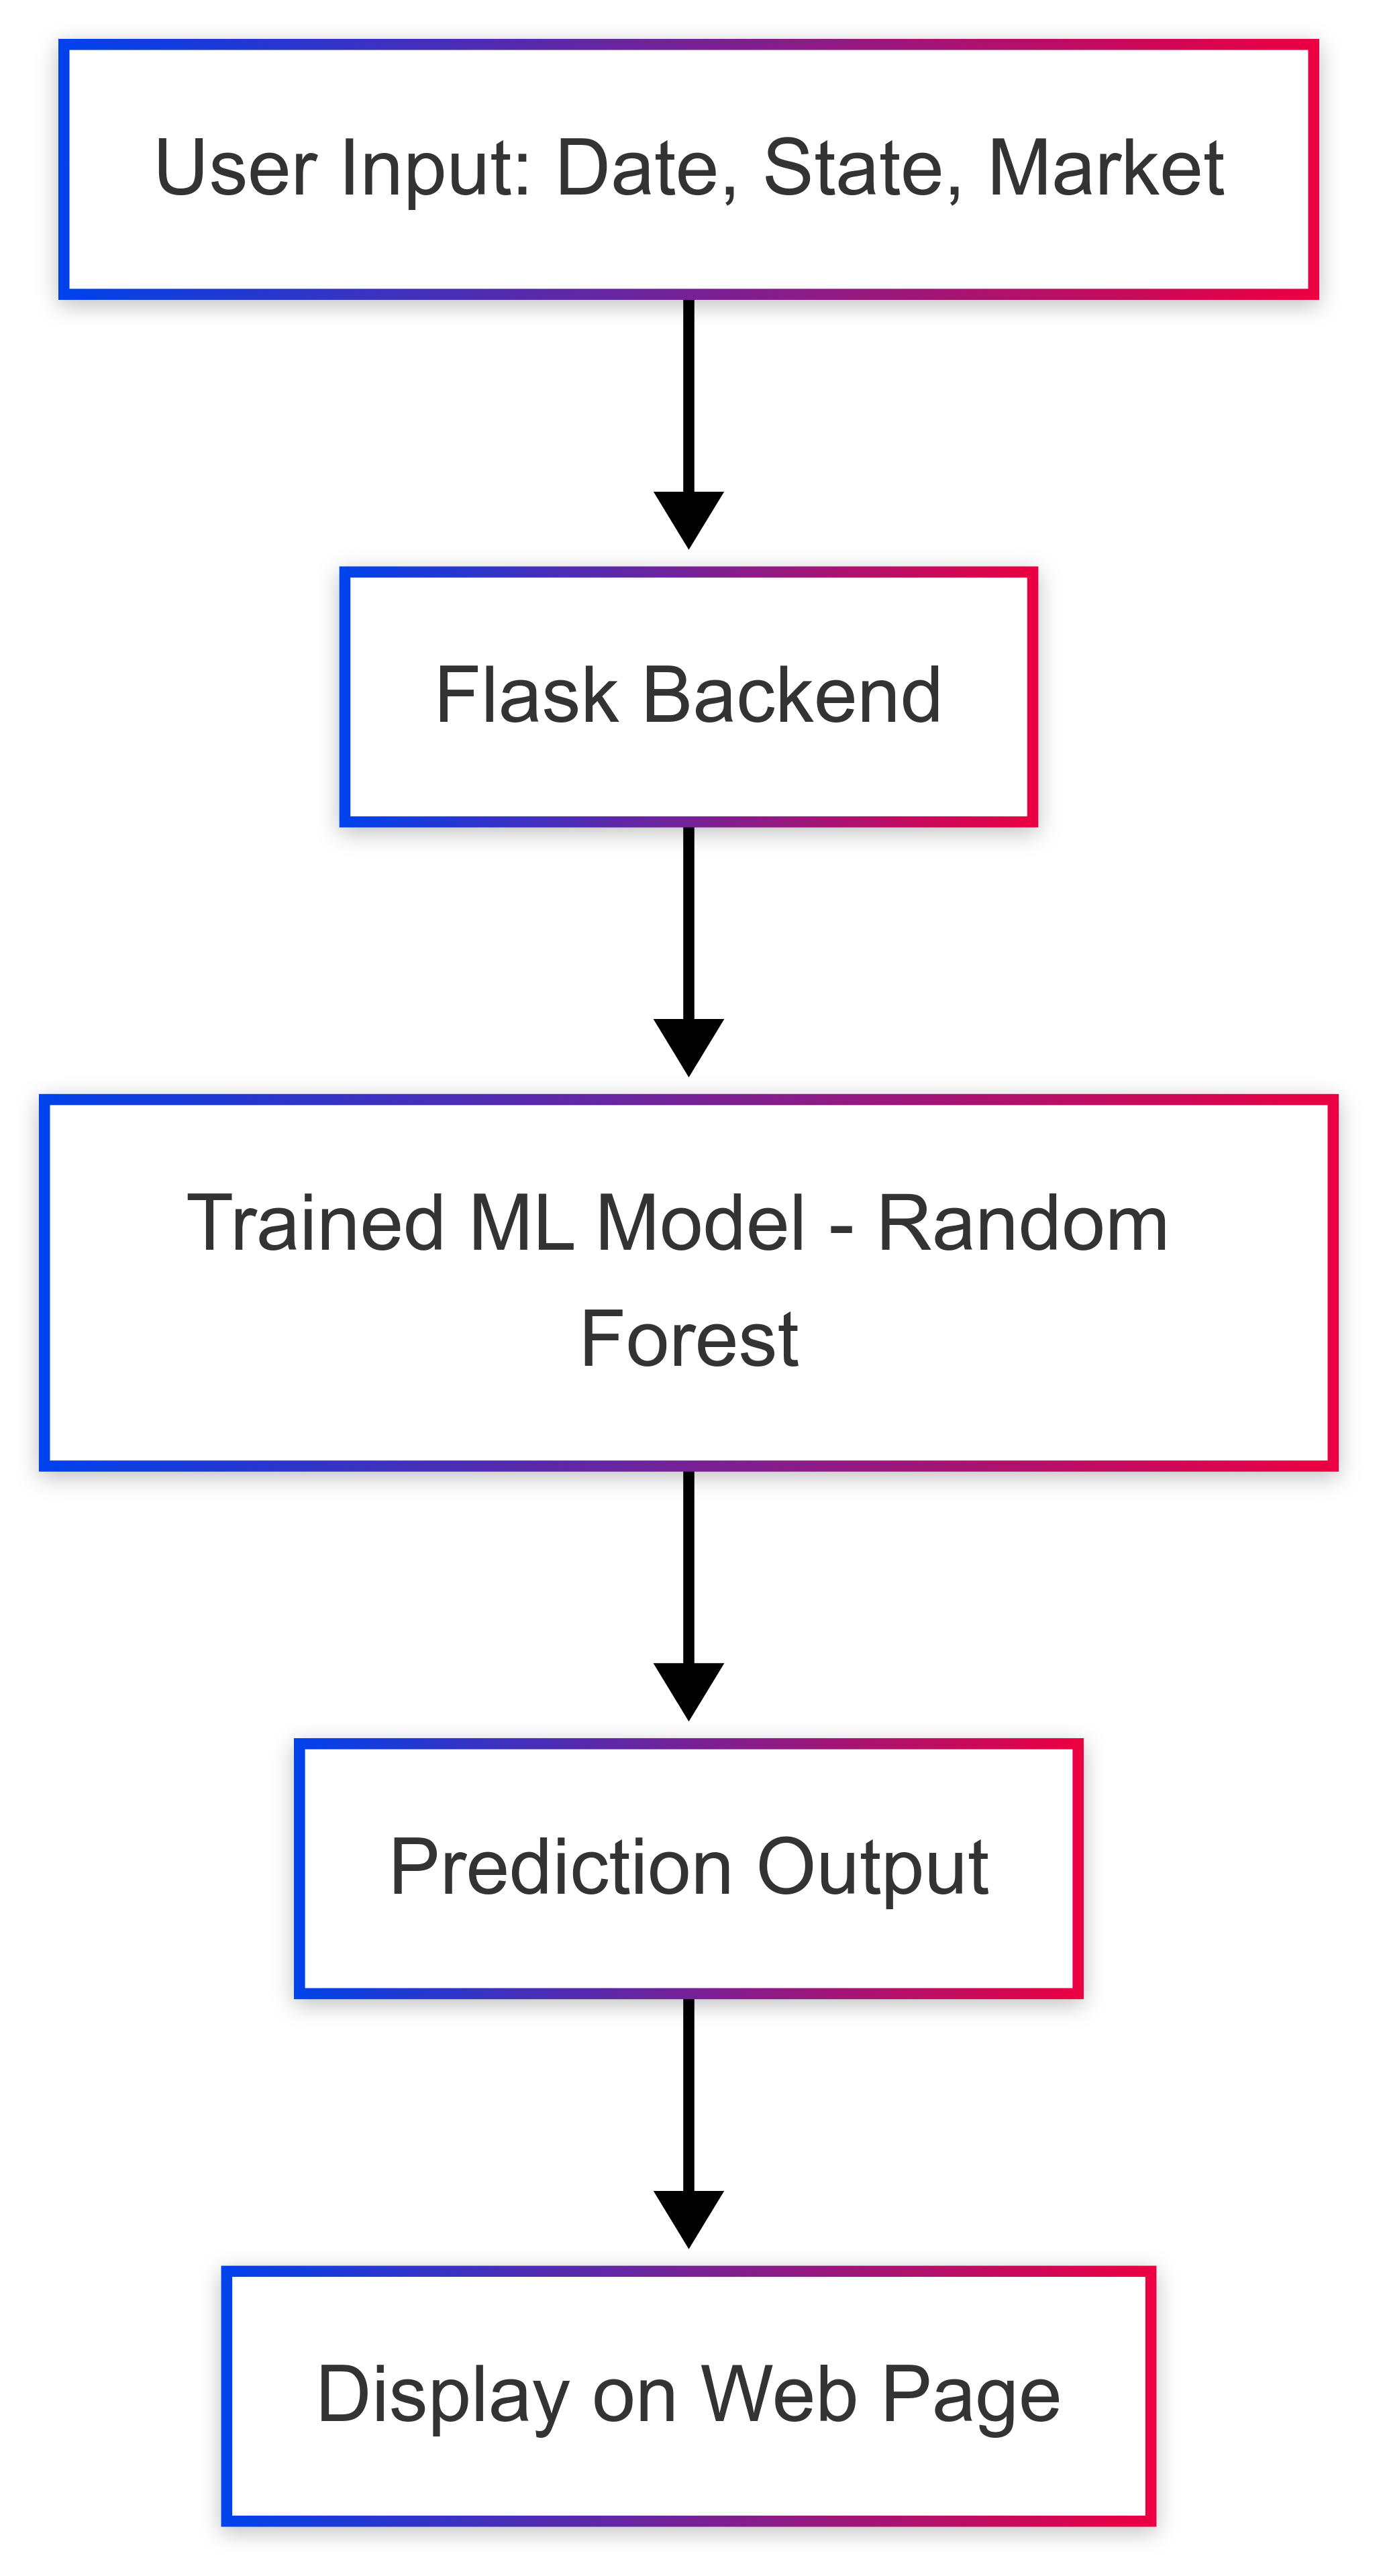 User Input: Date, State, Market
Flask Backend
Trained ML Model - Random
Forest
Prediction Output
Display on Web Page